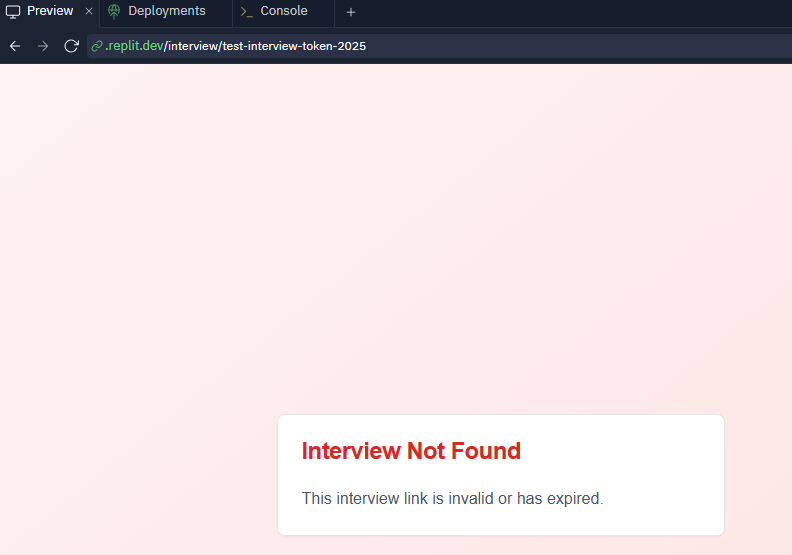 Preview Deployments Console
.replit.dev/interview/test-interview-token-2025
Interview Not Found
This interview link is invalid or has expired.